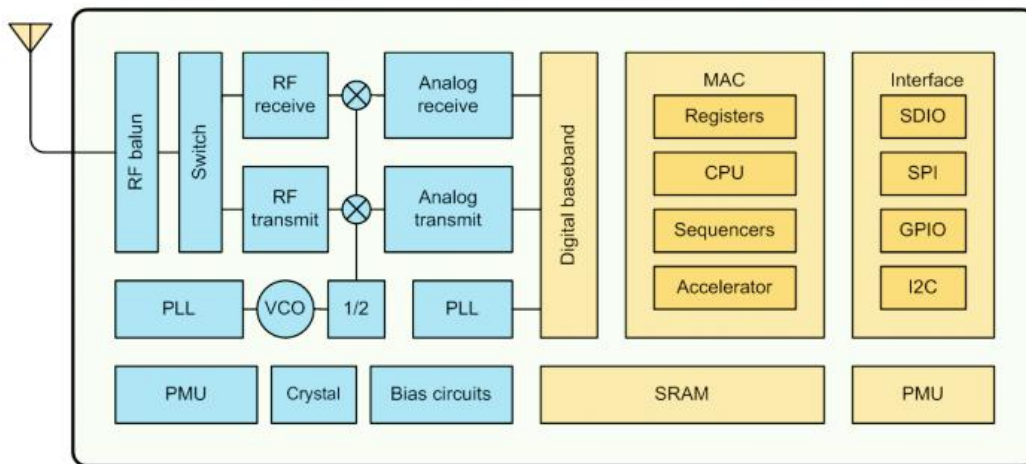 RF balun
Switch
RF
receive
Analog
receive
RF
transmit
Analog
transmit
PLL
VCO
1/2
PLL
PMU
Crystal
Bias circuits
Digital baseband
MAC
Registers
CPU
Sequencers
Accelerator
Interface
SDIO
SPI
GPIO
I2C
SRAM
PMU